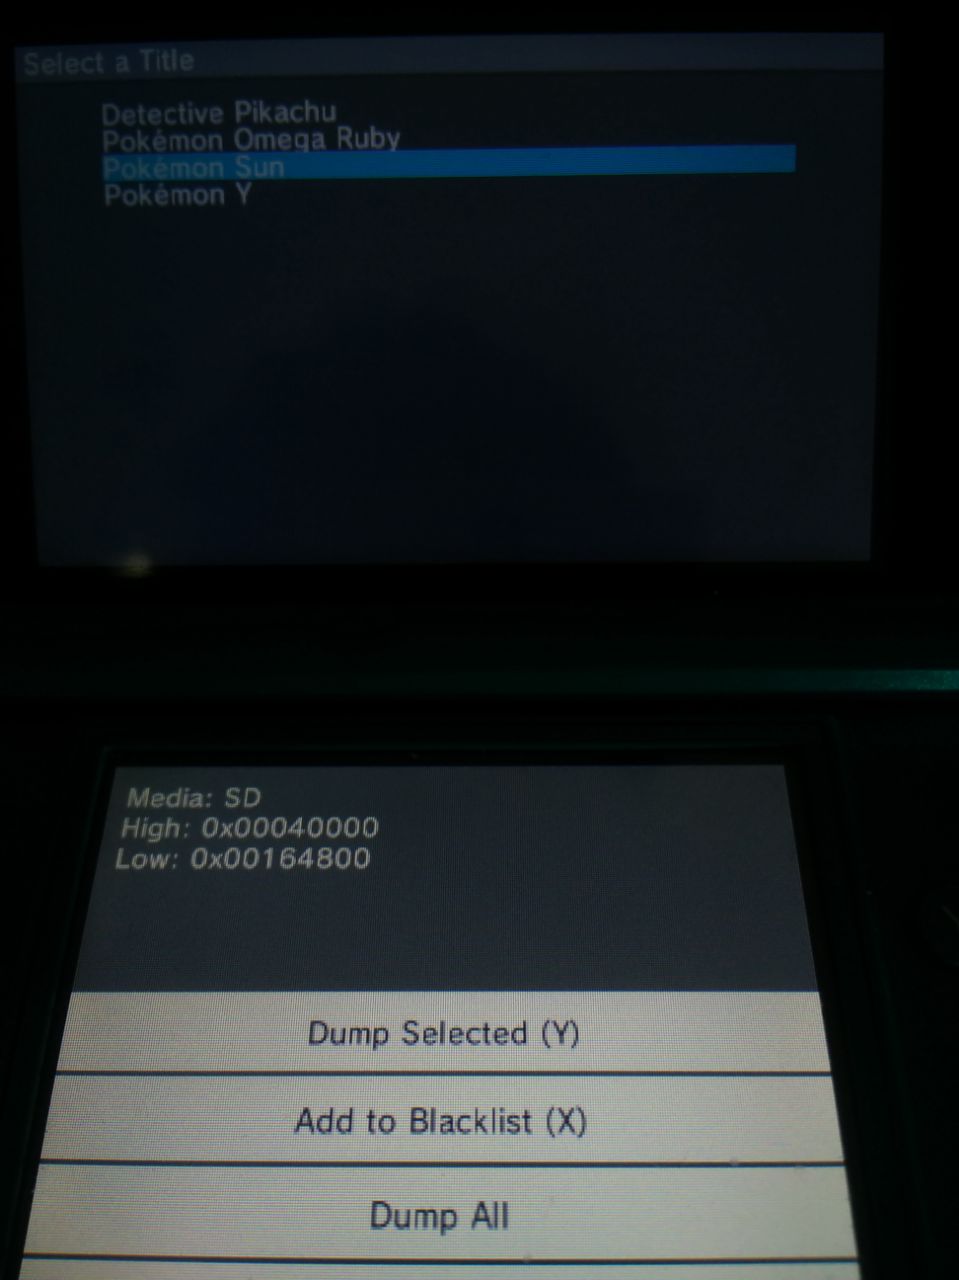 Select a Title
Detective Pikachu
Pokémon Omega Ruby
Pokémon Sun
Pokémon Y
Media: SD
High: 0x00040000
Low: 0x00164800
Dump Selected (Y)
Add to Blacklist (X)
Dump All